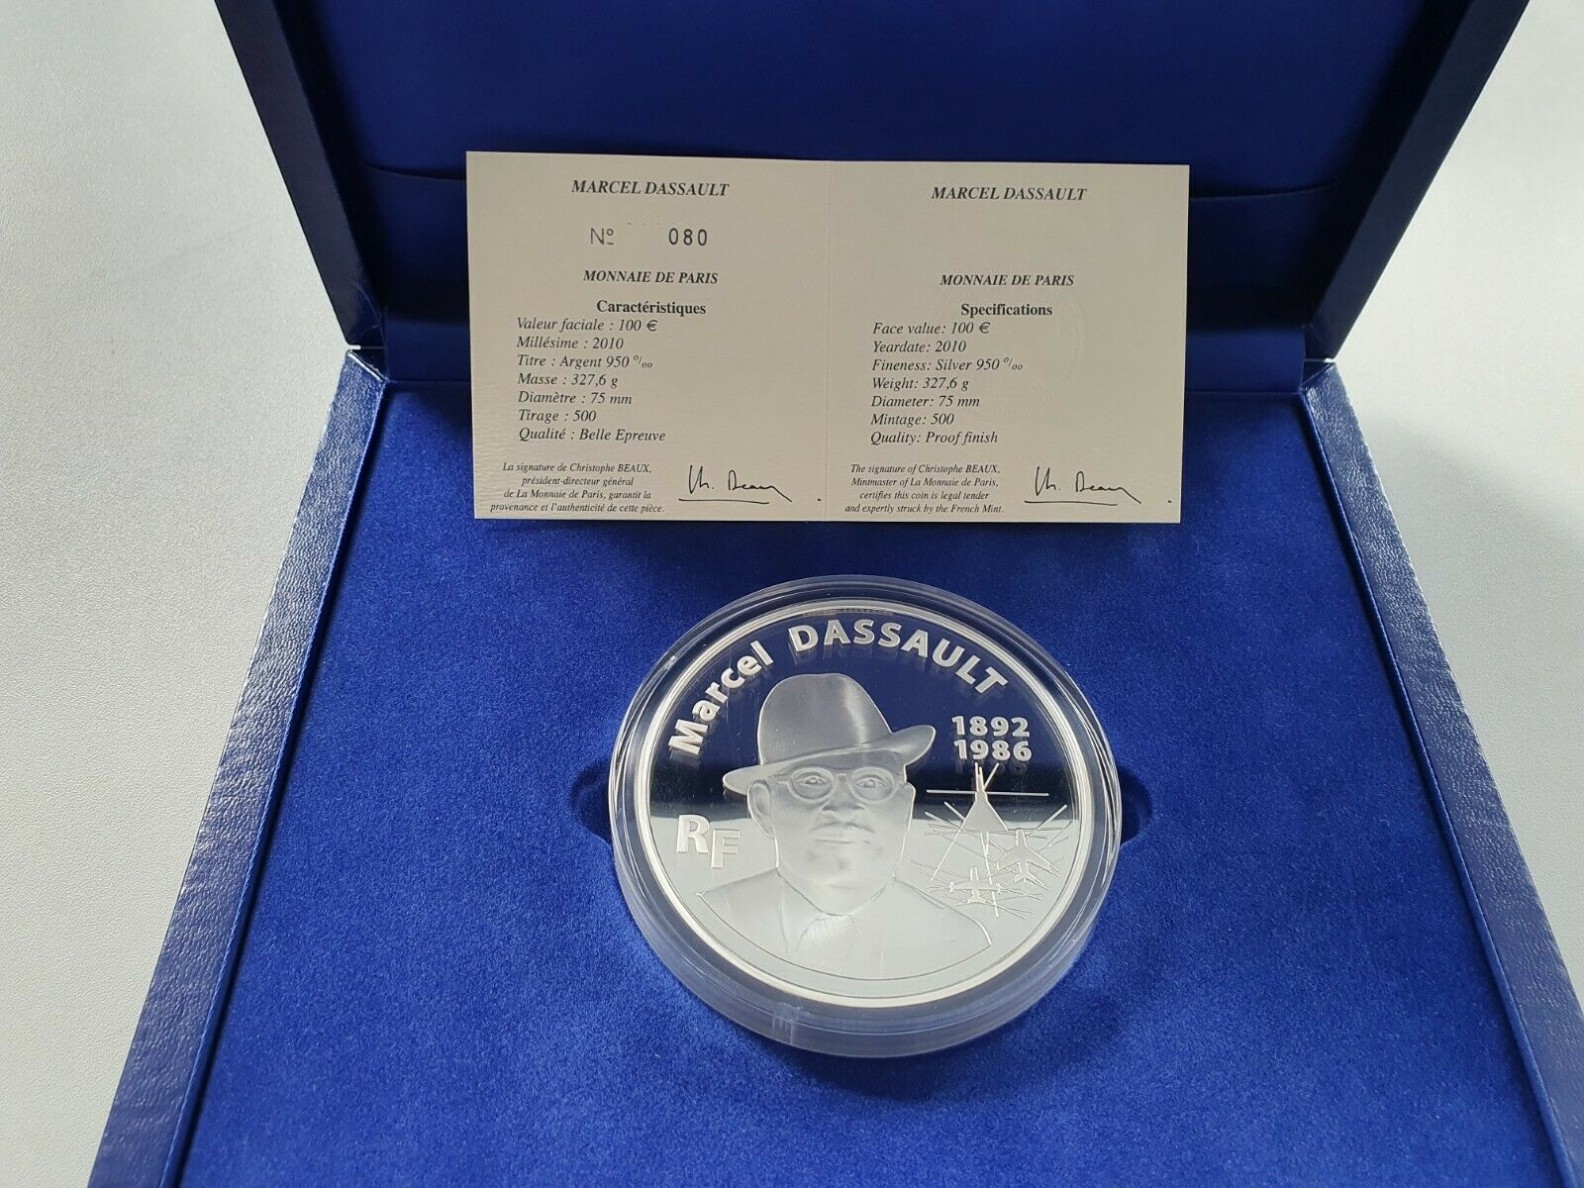 MARCEL DASSAULT
Nº 080
MONNAIE DE PARIS
Caractéristiques
Valeur faciale : 100 €
Millésime : 2010
Titre : Argent 950 º/ₒₒ
Masse : 327,6 g
Diamètre : 75 mm
Tirage : 500
Qualité : Belle Epreuve
La signature de Christophe BEAUX,
président-directeur général
de La Monnaie de Paris, garantit la
provenance et l'authenticité de cette pièce.
Ch. Beaux
MARCEL DASSAULT
MONNAIE DE PARIS
Specifications
Face value: 100 €
Yeardate: 2010
Fineness: Silver 950 º/ₒₒ
Weight: 327,6 g
Diameter: 75 mm
Mintage: 500
Quality: Proof finish
The signature of Christophe BEAUX,
Mintmaster of La Monnaie de Paris,
certifies this coin is legal tender
and expertly struck by the French Mint.
Ch. Beaux
Marcel DASSAULT
1892
1986
RF